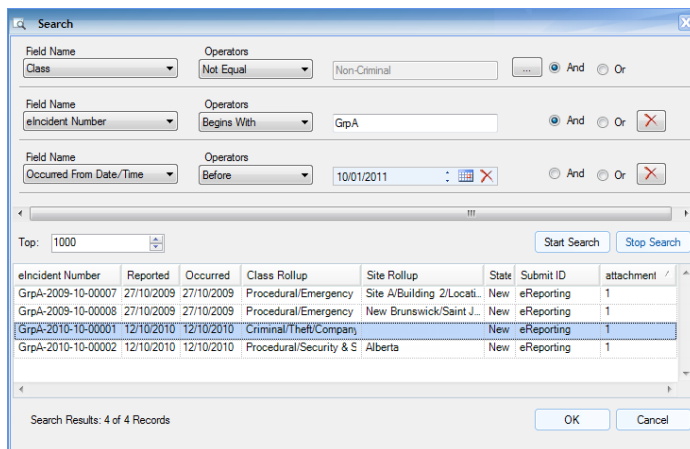 Search
Field Name Operators
Class Not Equal Non-Criminal ... And Or
Field Name Operators
eIncident Number Begins With GrpA And Or
Field Name Operators
Occurred From Date/Time Before 10/01/2011 And Or
Top: 1000 Start Search Stop Search
eIncident Number Reported Occurred Class Rollup Site Rollup State Submit ID attachment
GrpA-2009-10-00007 27/10/2009 27/10/2009 Procedural/Emergency Site A/Building 2/Locati... New eReporting 1
GrpA-2009-10-00008 27/10/2009 27/10/2009 Procedural/Emergency New Brunswick/Saint J... New eReporting 1
GrpA-2010-10-00001 12/10/2010 12/10/2010 Criminal/Theft/Company New eReporting 1
GrpA-2010-10-00002 12/10/2010 12/10/2010 Procedural/Security & S Alberta New eReporting 1
Search Results: 4 of 4 Records OK Cancel